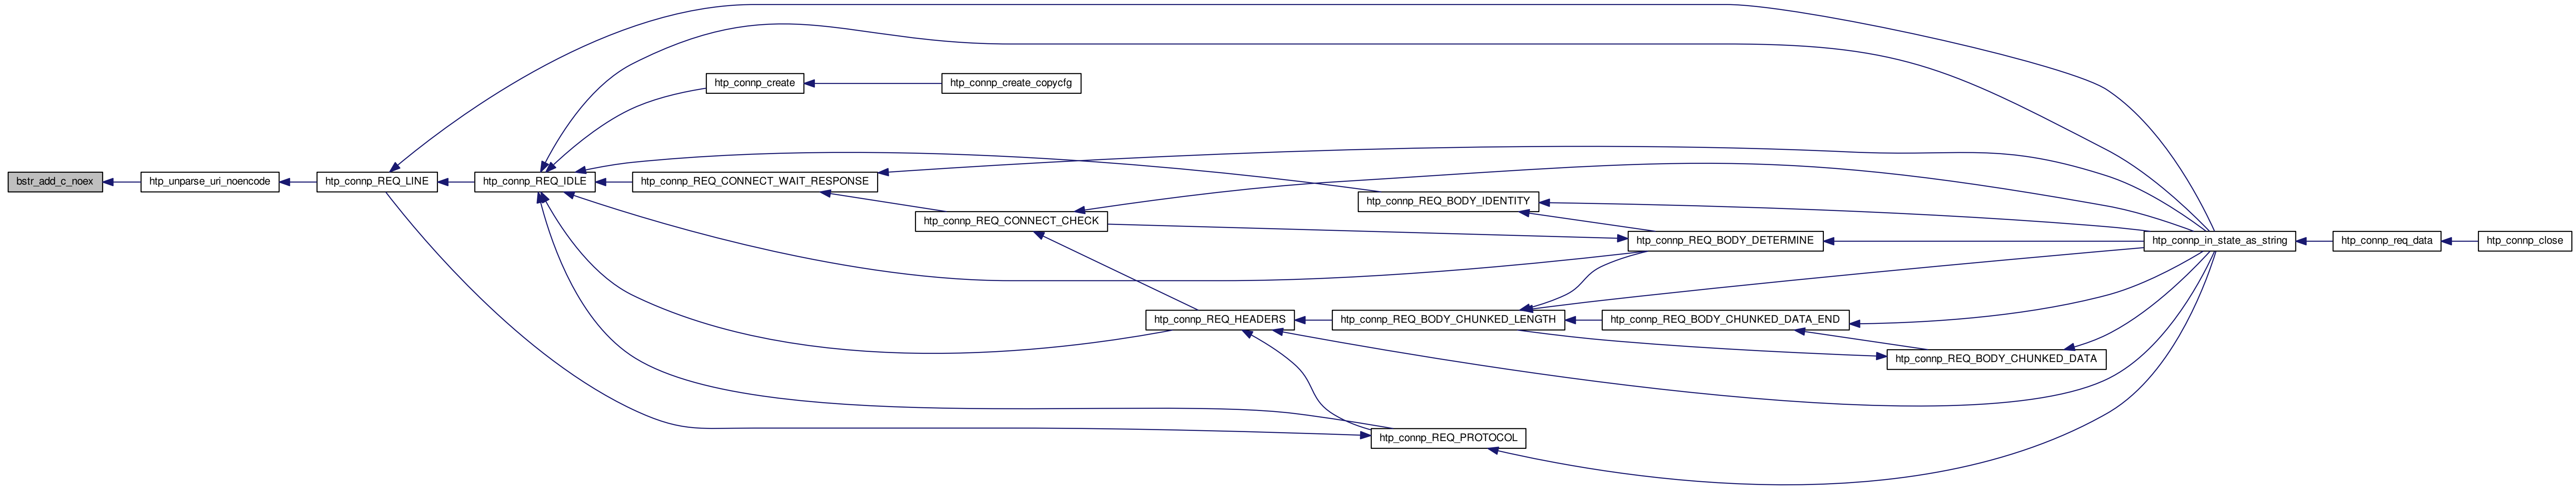 bstr_add_c_noex
htp_unparse_uri_noencode
htp_connp_REQ_LINE
htp_connp_REQ_IDLE
htp_connp_create
htp_connp_create_copycfg
htp_connp_REQ_CONNECT_WAIT_RESPONSE
htp_connp_REQ_CONNECT_CHECK
htp_connp_REQ_BODY_IDENTITY
htp_connp_REQ_BODY_DETERMINE
htp_connp_REQ_HEADERS
htp_connp_REQ_BODY_CHUNKED_LENGTH
htp_connp_REQ_BODY_CHUNKED_DATA_END
htp_connp_REQ_BODY_CHUNKED_DATA
htp_connp_REQ_PROTOCOL
htp_connp_in_state_as_string
htp_connp_req_data
htp_connp_close